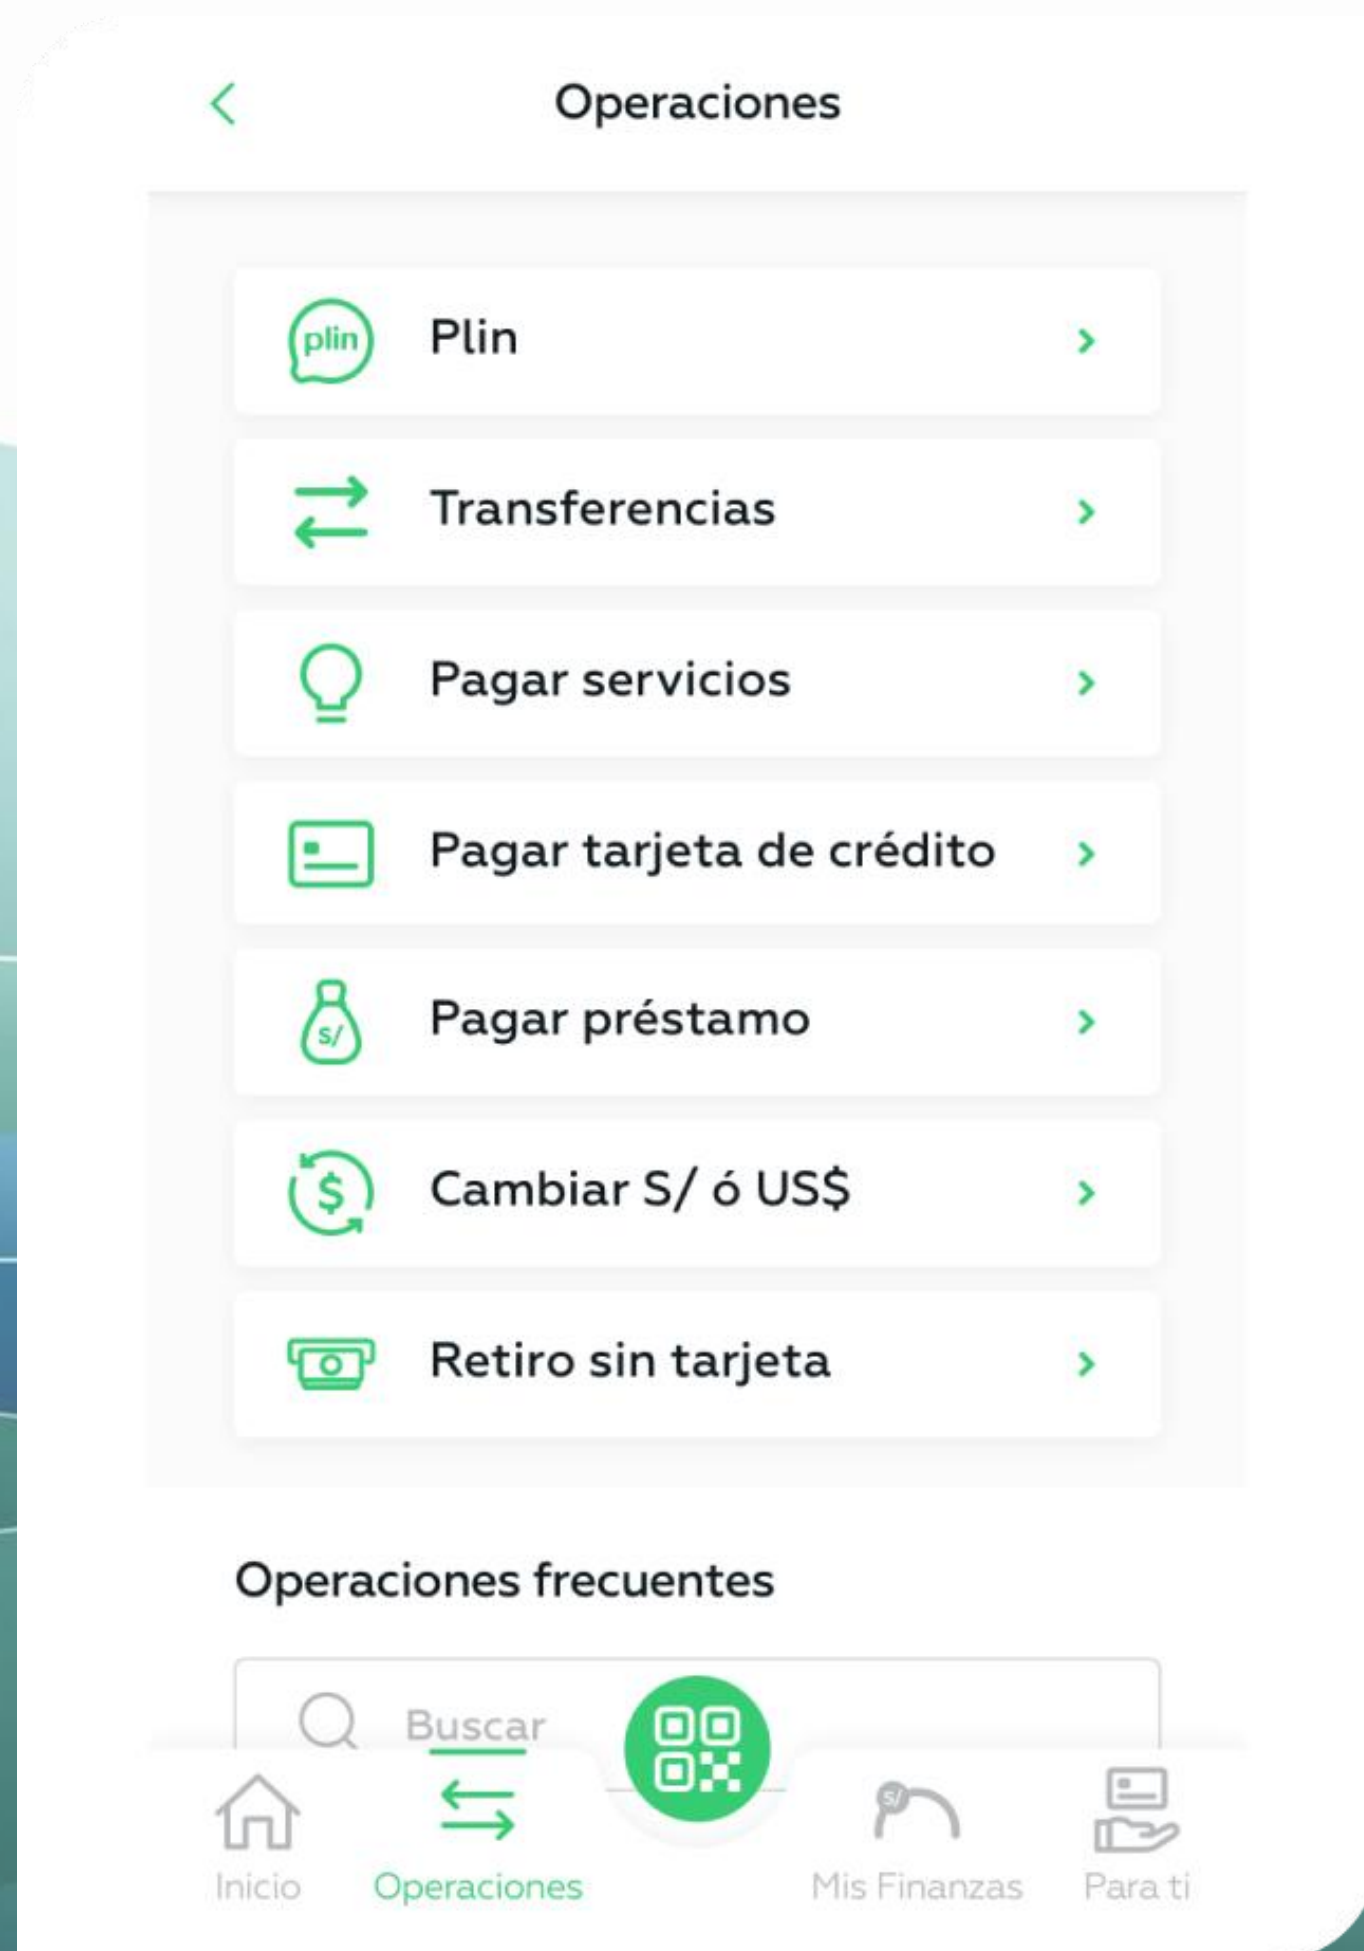 Operaciones
plin
Plin
Transferencias
Pagar servicios
Pagar tarjeta de crédito
S/
Pagar préstamo
$
Cambiar S/ ó US$
Retiro sin tarjeta
Operaciones frecuentes
Buscar
S/
Inicio
Operaciones
Mis Finanzas
Para ti